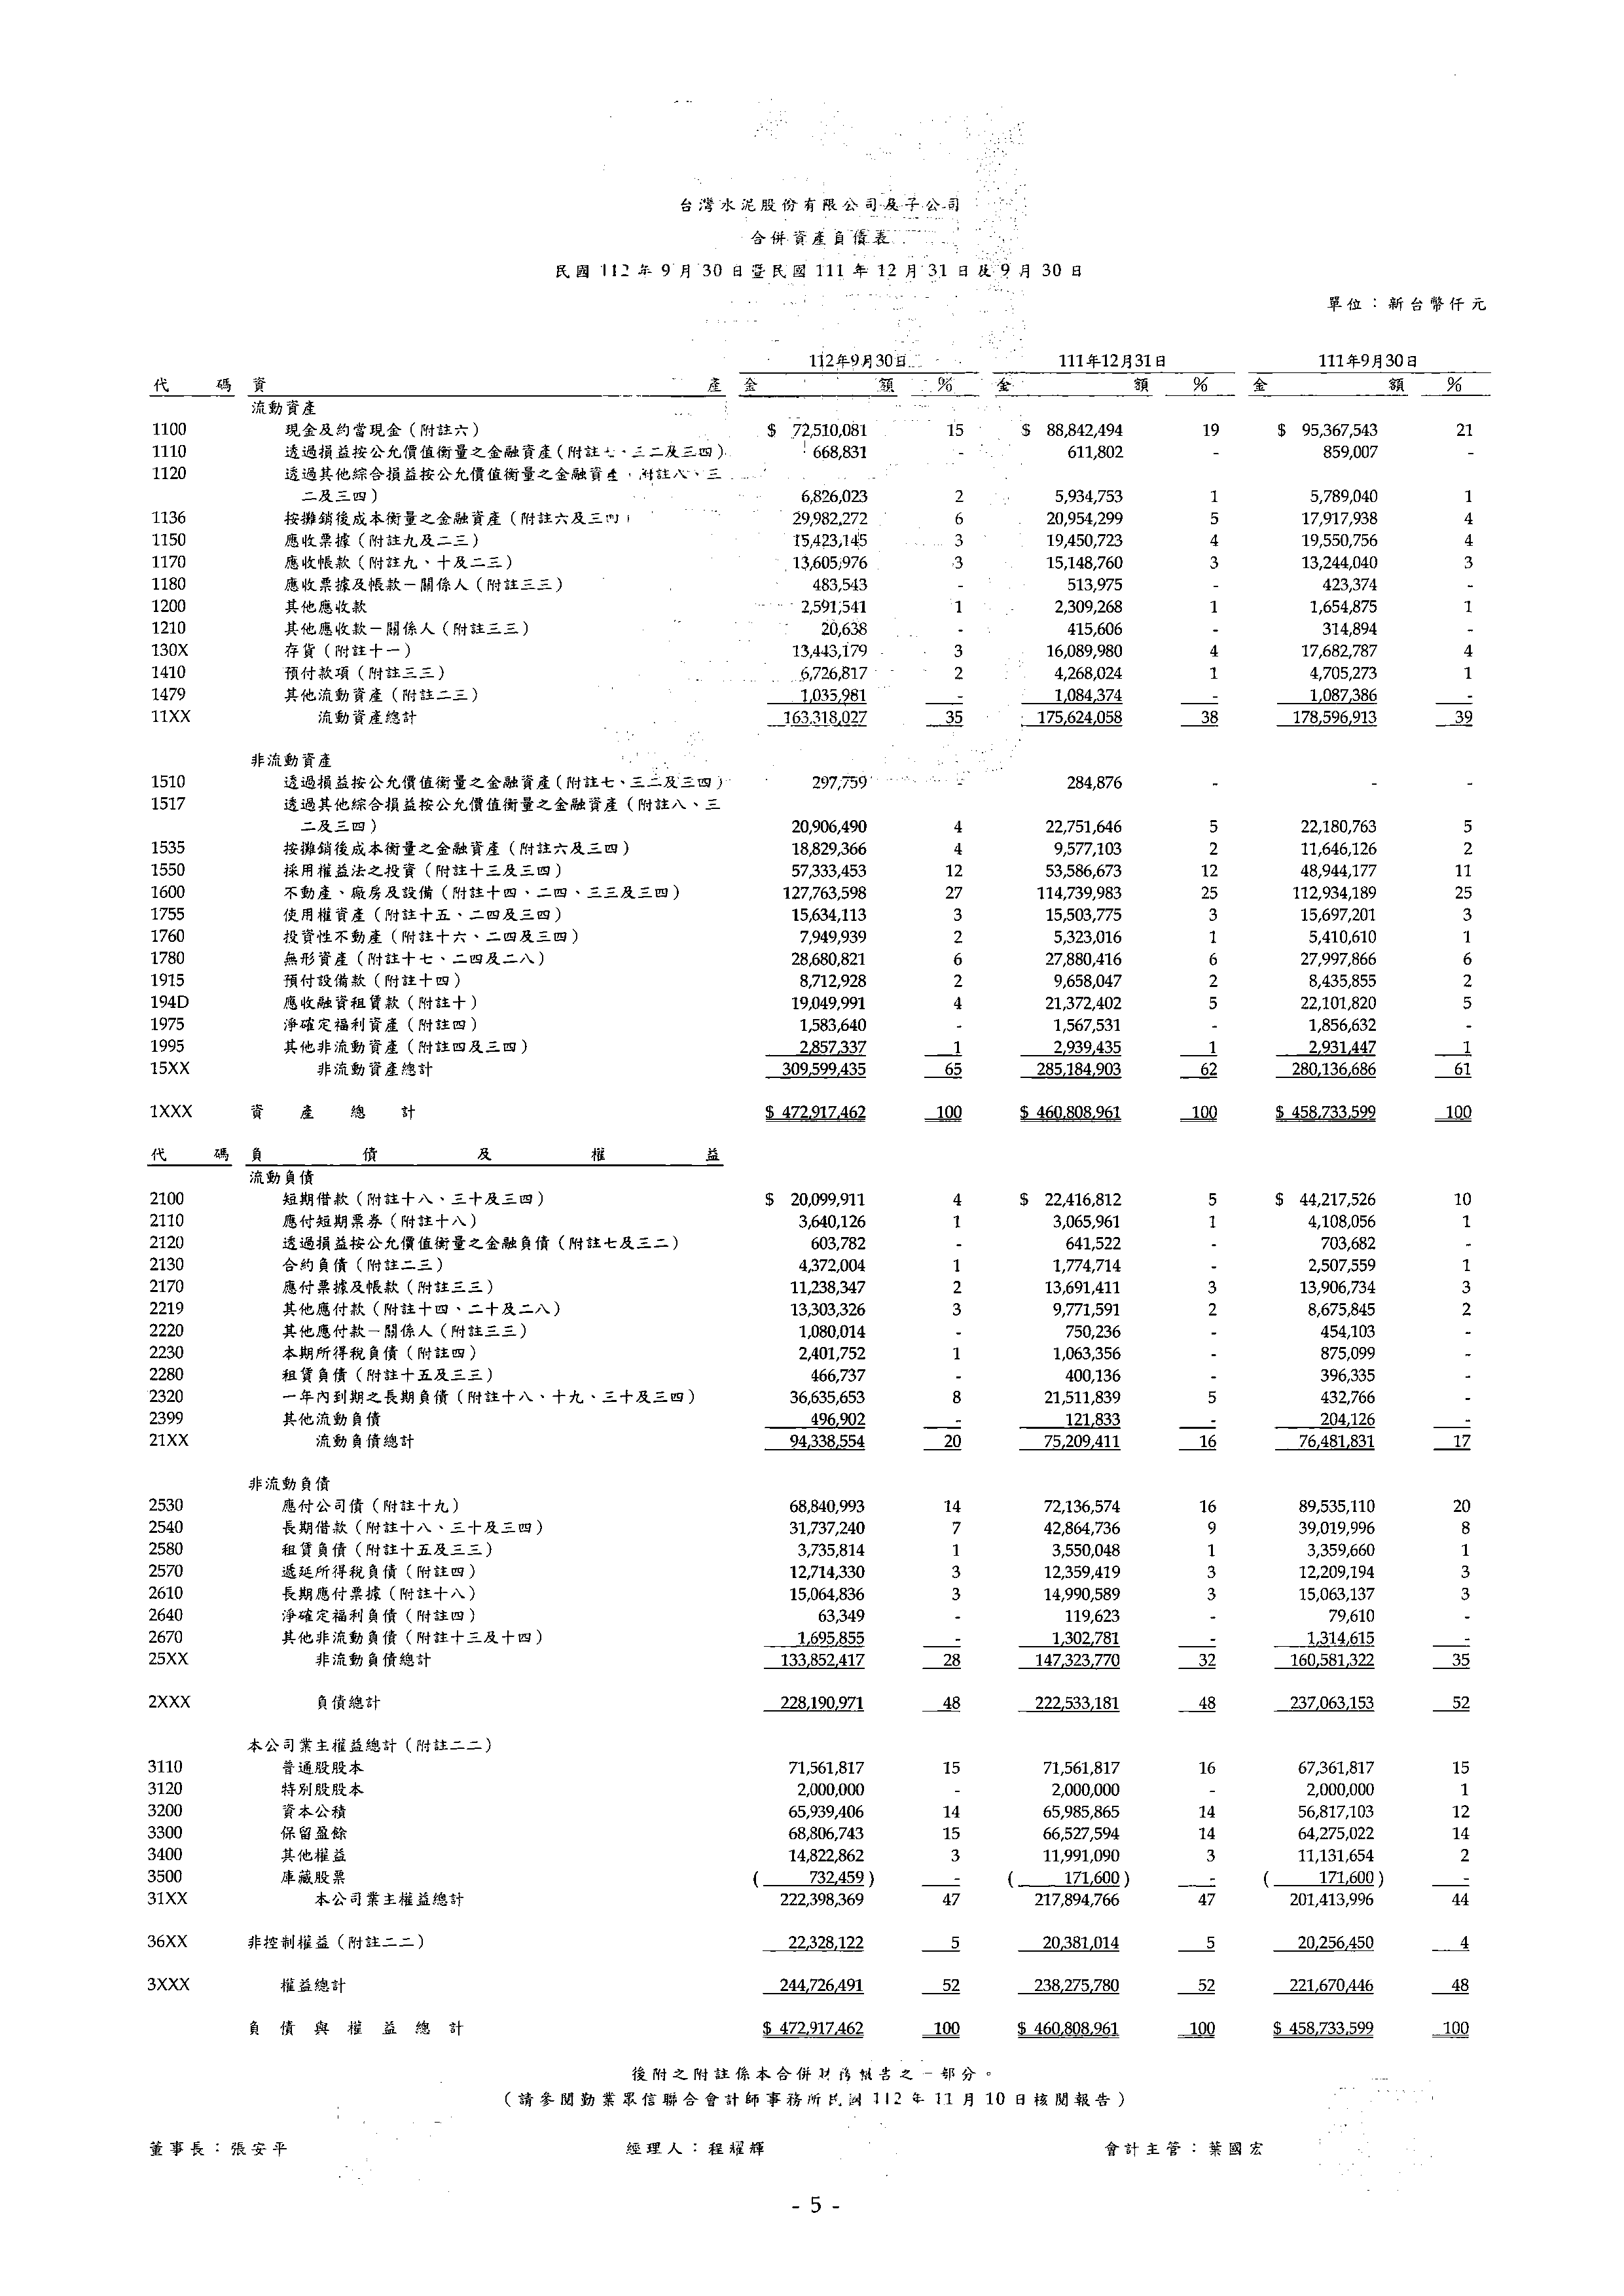 台灣水泥股份有限公司及子公司
合併資產負債表
民國112年9月30日暨民國111年12月31日及9月30日
單位：新台幣仟元
112年9月30日 111年12月31日 111年9月30日
代碼 資產 金額 % 金額 % 金額 %
流動資產
1100 現金及約當現金（附註六） $ 72,510,081 15 $ 88,842,494 19 $ 95,367,543 21
1110 透過損益按公允價值衡量之金融資產（附註七、三二及三四） 668,831 - 611,802 - 859,007 -
1120 透過其他綜合損益按公允價值衡量之金融資產（附註八、三
二及三四） 6,826,023 2 5,934,753 1 5,789,040 1
1136 按攤銷後成本衡量之金融資產（附註六及三四） 29,982,272 6 20,954,299 5 17,917,938 4
1150 應收票據（附註九及二三） 15,423,145 3 19,450,723 4 19,550,756 4
1170 應收帳款（附註九、十及二三） 13,605,976 3 15,148,760 3 13,244,040 3
1180 應收票據及帳款－關係人（附註三三） 483,543 - 513,975 - 423,374 -
1200 其他應收款 2,591,541 1 2,309,268 1 1,654,875 1
1210 其他應收款－關係人（附註三三） 20,638 - 415,606 - 314,894 -
130X 存貨（附註十一） 13,443,179 3 16,089,980 4 17,682,787 4
1410 預付款項（附註三三） 6,726,817 2 4,268,024 1 4,705,273 1
1479 其他流動資產（附註二三） 1,035,981 - 1,084,374 - 1,087,386 -
11XX 流動資產總計 163,318,027 35 175,624,058 38 178,596,913 39
非流動資產
1510 透過損益按公允價值衡量之金融資產（附註七、三二及三四） 297,759 - 284,876 - - -
1517 透過其他綜合損益按公允價值衡量之金融資產（附註八、三
二及三四） 20,906,490 4 22,751,646 5 22,180,763 5
1535 按攤銷後成本衡量之金融資產（附註六及三四） 18,829,366 4 9,577,103 2 11,646,126 2
1550 採用權益法之投資（附註十三及三四） 57,333,453 12 53,586,673 12 48,944,177 11
1600 不動產、廠房及設備（附註十四、二四、三三及三四） 127,763,598 27 114,739,983 25 112,934,189 25
1755 使用權資產（附註十五、二四及三四） 15,634,113 3 15,503,775 3 15,697,201 3
1760 投資性不動產（附註十六、二四及三四） 7,949,939 2 5,323,016 1 5,410,610 1
1780 無形資產（附註十七、二四及二八） 28,680,821 6 27,880,416 6 27,997,866 6
1915 預付設備款（附註十四） 8,712,928 2 9,658,047 2 8,435,855 2
194D 應收融資租賃款（附註十） 19,049,991 4 21,372,402 5 22,101,820 5
1975 淨確定福利資產（附註四） 1,583,640 - 1,567,531 - 1,856,632 -
1995 其他非流動資產（附註四及三四） 2,857,337 1 2,939,435 1 2,931,447 1
15XX 非流動資產總計 309,599,435 65 285,184,903 62 280,136,686 61
1XXX 資產總計 $ 472,917,462 100 $ 460,808,961 100 $ 458,733,599 100
代碼 負債及權益
流動負債
2100 短期借款（附註十八、三十及三四） $ 20,099,911 4 $ 22,416,812 5 $ 44,217,526 10
2110 應付短期票券（附註十八） 3,640,126 1 3,065,961 1 4,108,056 1
2120 透過損益按公允價值衡量之金融負債（附註七及三二） 603,782 - 641,522 - 703,682 -
2130 合約負債（附註二三） 4,372,004 1 1,774,714 - 2,507,559 1
2170 應付票據及帳款（附註三三） 11,238,347 2 13,691,411 3 13,906,734 3
2219 其他應付款（附註十四、二十及二八） 13,303,326 3 9,771,591 2 8,675,845 2
2220 其他應付款－關係人（附註三三） 1,080,014 - 750,236 - 454,103 -
2230 本期所得稅負債（附註四） 2,401,752 1 1,063,356 - 875,099 -
2280 租賃負債（附註十五及三三） 466,737 - 400,136 - 396,335 -
2320 一年內到期之長期負債（附註十八、十九、三十及三四） 36,635,653 8 21,511,839 5 432,766 -
2399 其他流動負債 496,902 - 121,833 - 204,126 -
21XX 流動負債總計 94,338,554 20 75,209,411 16 76,481,831 17
非流動負債
2530 應付公司債（附註十九） 68,840,993 14 72,136,574 16 89,535,110 20
2540 長期借款（附註十八、三十及三四） 31,737,240 7 42,864,736 9 39,019,996 8
2580 租賃負債（附註十五及三三） 3,735,814 1 3,550,048 1 3,359,660 1
2570 遞延所得稅負債（附註四） 12,714,330 3 12,359,419 3 12,209,194 3
2610 長期應付票據（附註十八） 15,064,836 3 14,990,589 3 15,063,137 3
2640 淨確定福利負債（附註四） 63,349 - 119,623 - 79,610 -
2670 其他非流動負債（附註十三及十四） 1,695,855 - 1,302,781 - 1,314,615 -
25XX 非流動負債總計 133,852,417 28 147,323,770 32 160,581,322 35
2XXX 負債總計 228,190,971 48 222,533,181 48 237,063,153 52
本公司業主權益總計（附註二二）
3110 普通股股本 71,561,817 15 71,561,817 16 67,361,817 15
3120 特別股股本 2,000,000 - 2,000,000 - 2,000,000 1
3200 資本公積 65,939,406 14 65,985,865 14 56,817,103 12
3300 保留盈餘 68,806,743 15 66,527,594 14 64,275,022 14
3400 其他權益 14,822,862 3 11,991,090 3 11,131,654 2
3500 庫藏股票 ( 732,459 ) - ( 171,600 ) - ( 171,600 ) -
31XX 本公司業主權益總計 222,398,369 47 217,894,766 47 201,413,996 44
36XX 非控制權益（附註二二） 22,328,122 5 20,381,014 5 20,256,450 4
3XXX 權益總計 244,726,491 52 238,275,780 52 221,670,446 48
負債與權益總計 $ 472,917,462 100 $ 460,808,961 100 $ 458,733,599 100
後附之附註係本合併財務報告之一部分。
（請參閱勤業眾信聯合會計師事務所民國112年11月10日核閱報告）
董事長：張安平 經理人：程耀輝 會計主管：葉國宏
- 5 -